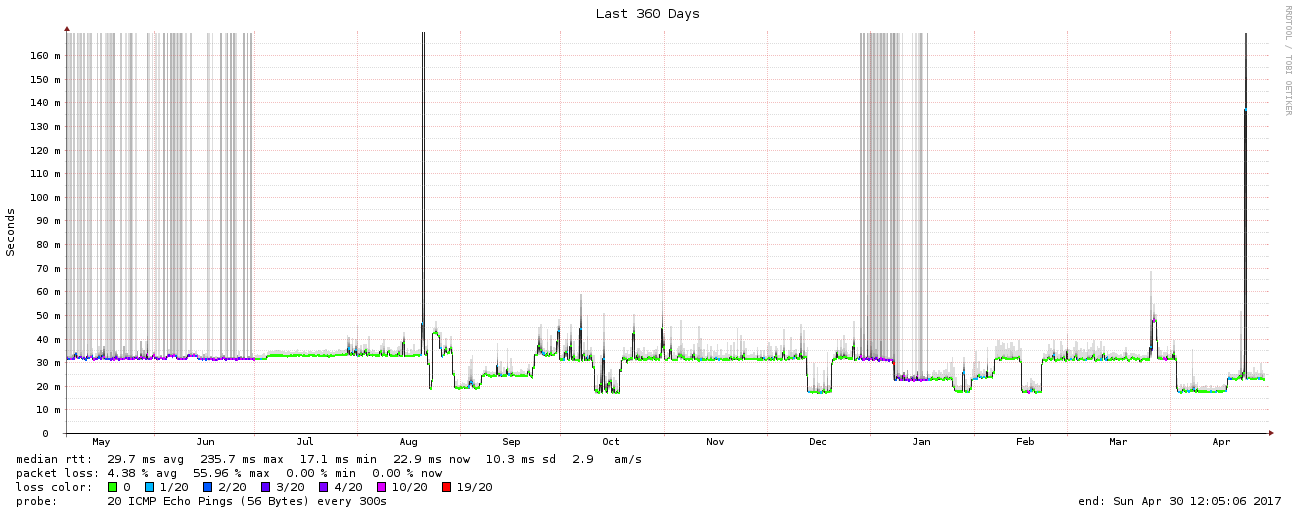 Last 360 Days
RRDTOOL / TOBI OETIKER
Seconds
160 m
150 m
140 m
130 m
120 m
110 m
100 m
90 m
80 m
70 m
60 m
50 m
40 m
30 m
20 m
10 m
0
May Jun Jul Aug Sep Oct Nov Dec Jan Feb Mar Apr
median rtt: 29.7 ms avg 235.7 ms max 17.1 ms min 22.9 ms now 10.3 ms sd 2.9 am/s
packet loss: 4.38 % avg 55.96 % max 0.00 % min 0.00 % now
loss color: 0 1/20 2/20 3/20 4/20 10/20 19/20
probe: 20 ICMP Echo Pings (56 Bytes) every 300s end: Sun Apr 30 12:05:06 2017